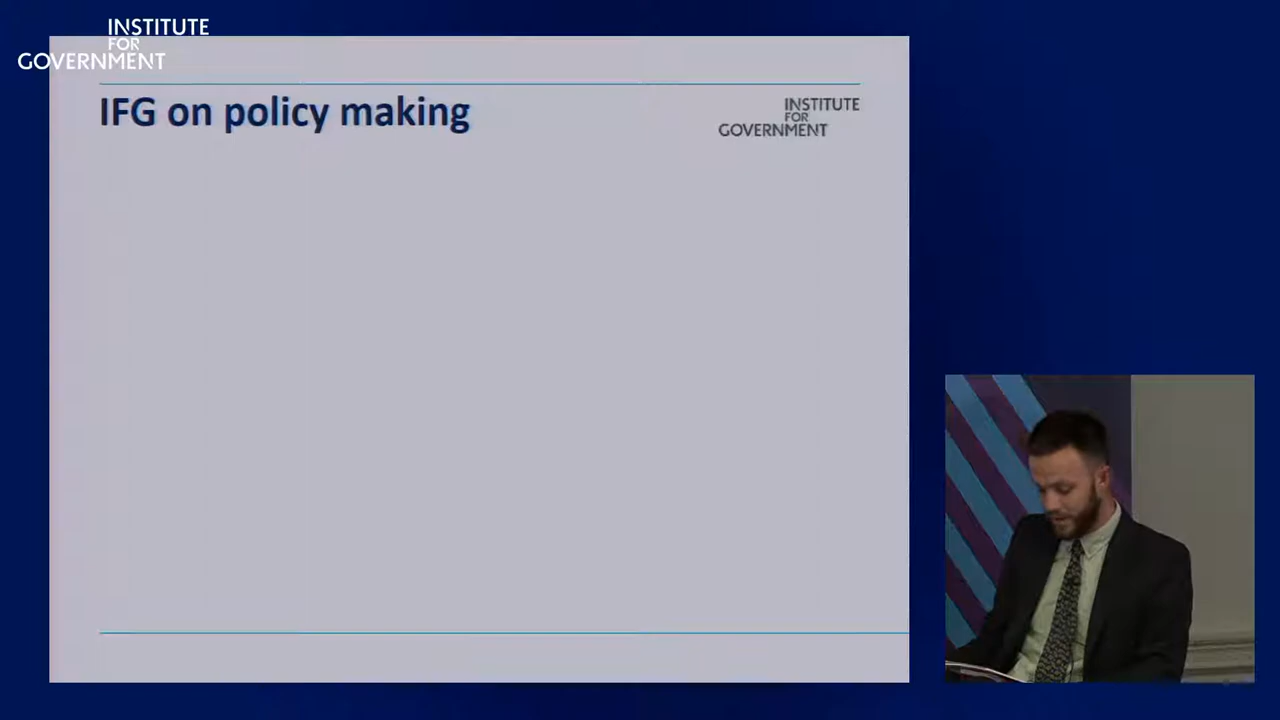 INSTITUTE
FOR
GOVERNMENT
IFG on policy making
INSTITUTE
FOR
GOVERNMENT